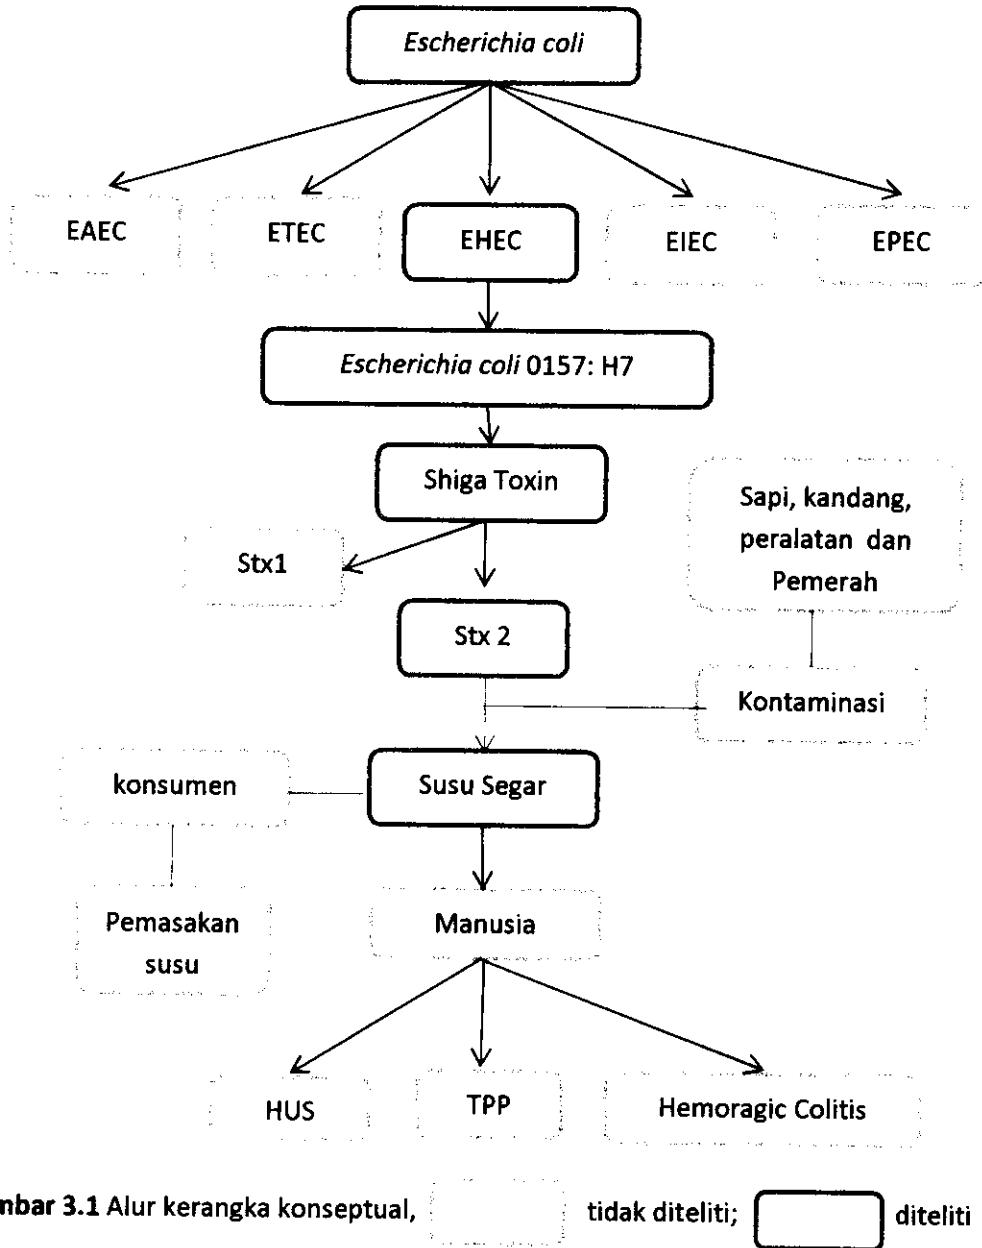 Escherichia coli
EAEC
ETEC
EHEC
EIEC
EPEC
Escherichia coli 0157: H7
Shiga Toxin
Sapi, kandang,
peralatan dan
Pemerah
Stx1
Stx 2
Kontaminasi
konsumen
Susu Segar
Pemasakan
susu
Manusia
HUS
TPP
Hemoragic Colitis
mbar 3.1 Alur kerangka konseptual, tidak diteliti; diteliti